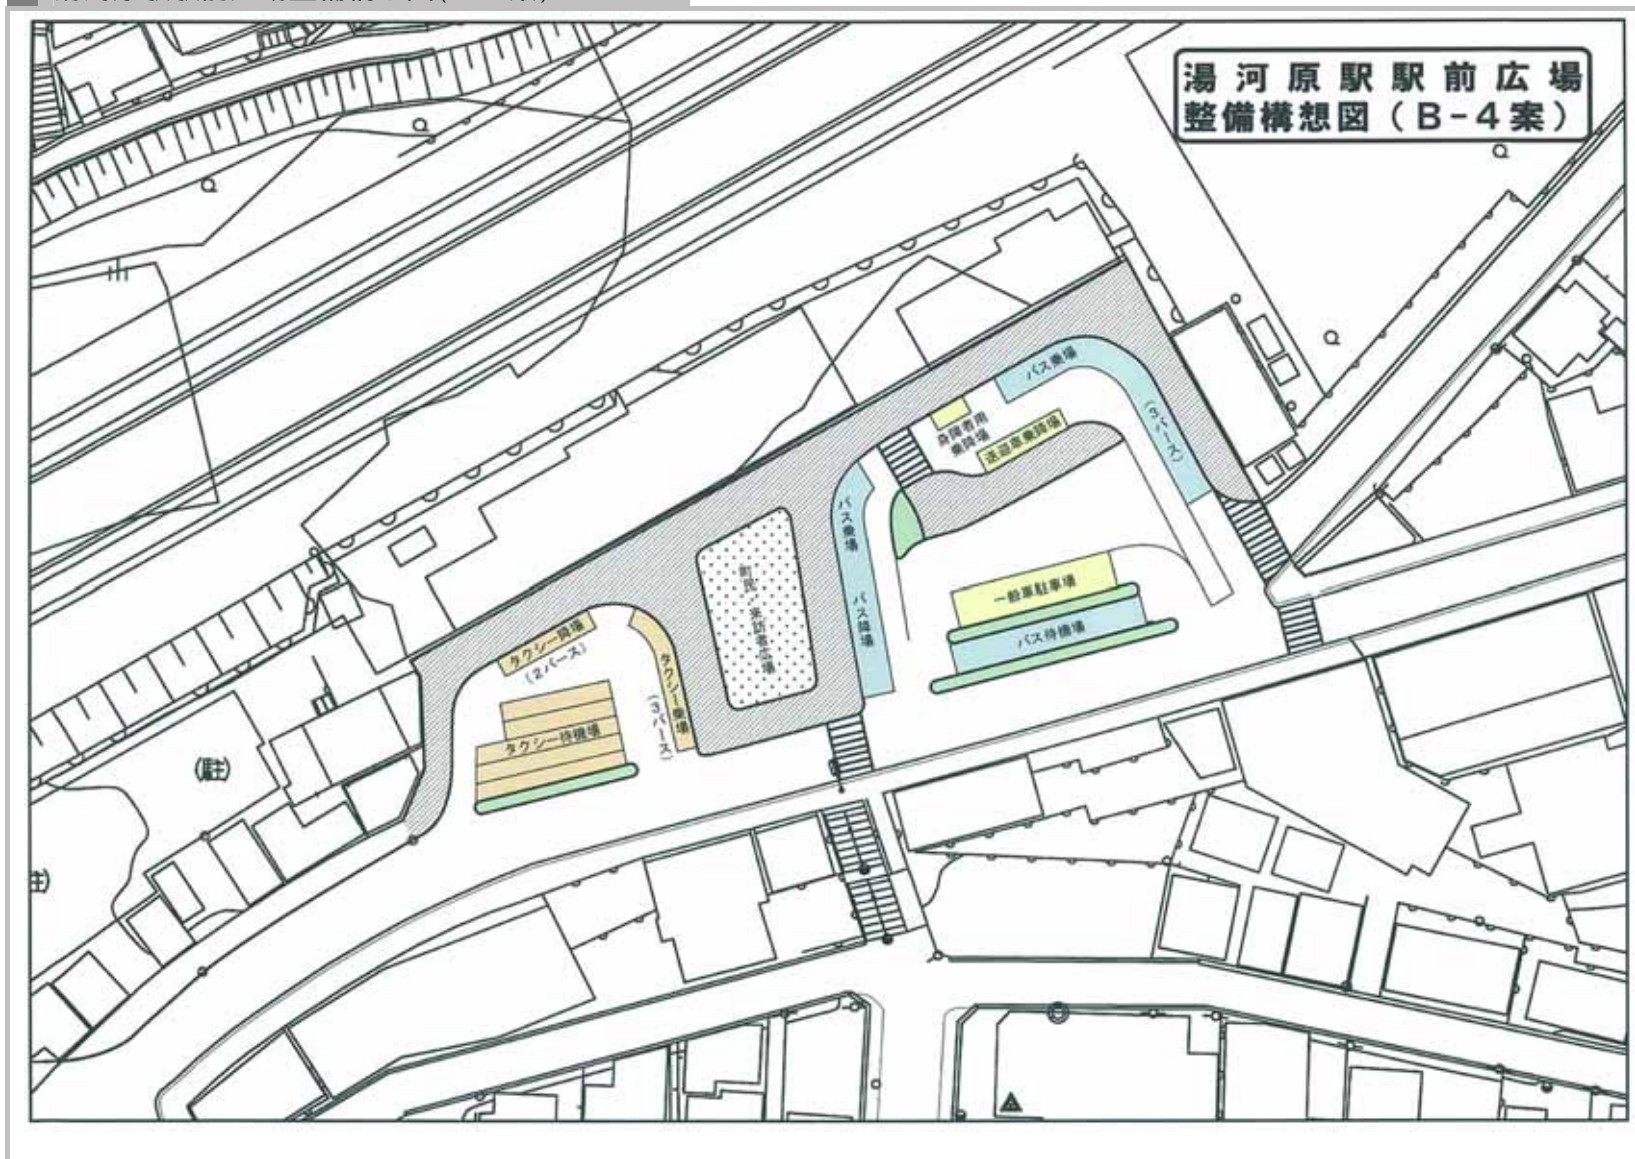 湯河原駅駅前広場
整備構想図(B-4案)
バス乗場
(3バース)
身障者用
乗降場
送迎車乗降場
バス乗場
バス降場
町民・来訪者広場
一般車駐車場
バス待機場
タクシー降場
(2バース)
タクシー乗場
(3バース)
タクシー待機場
(駐)